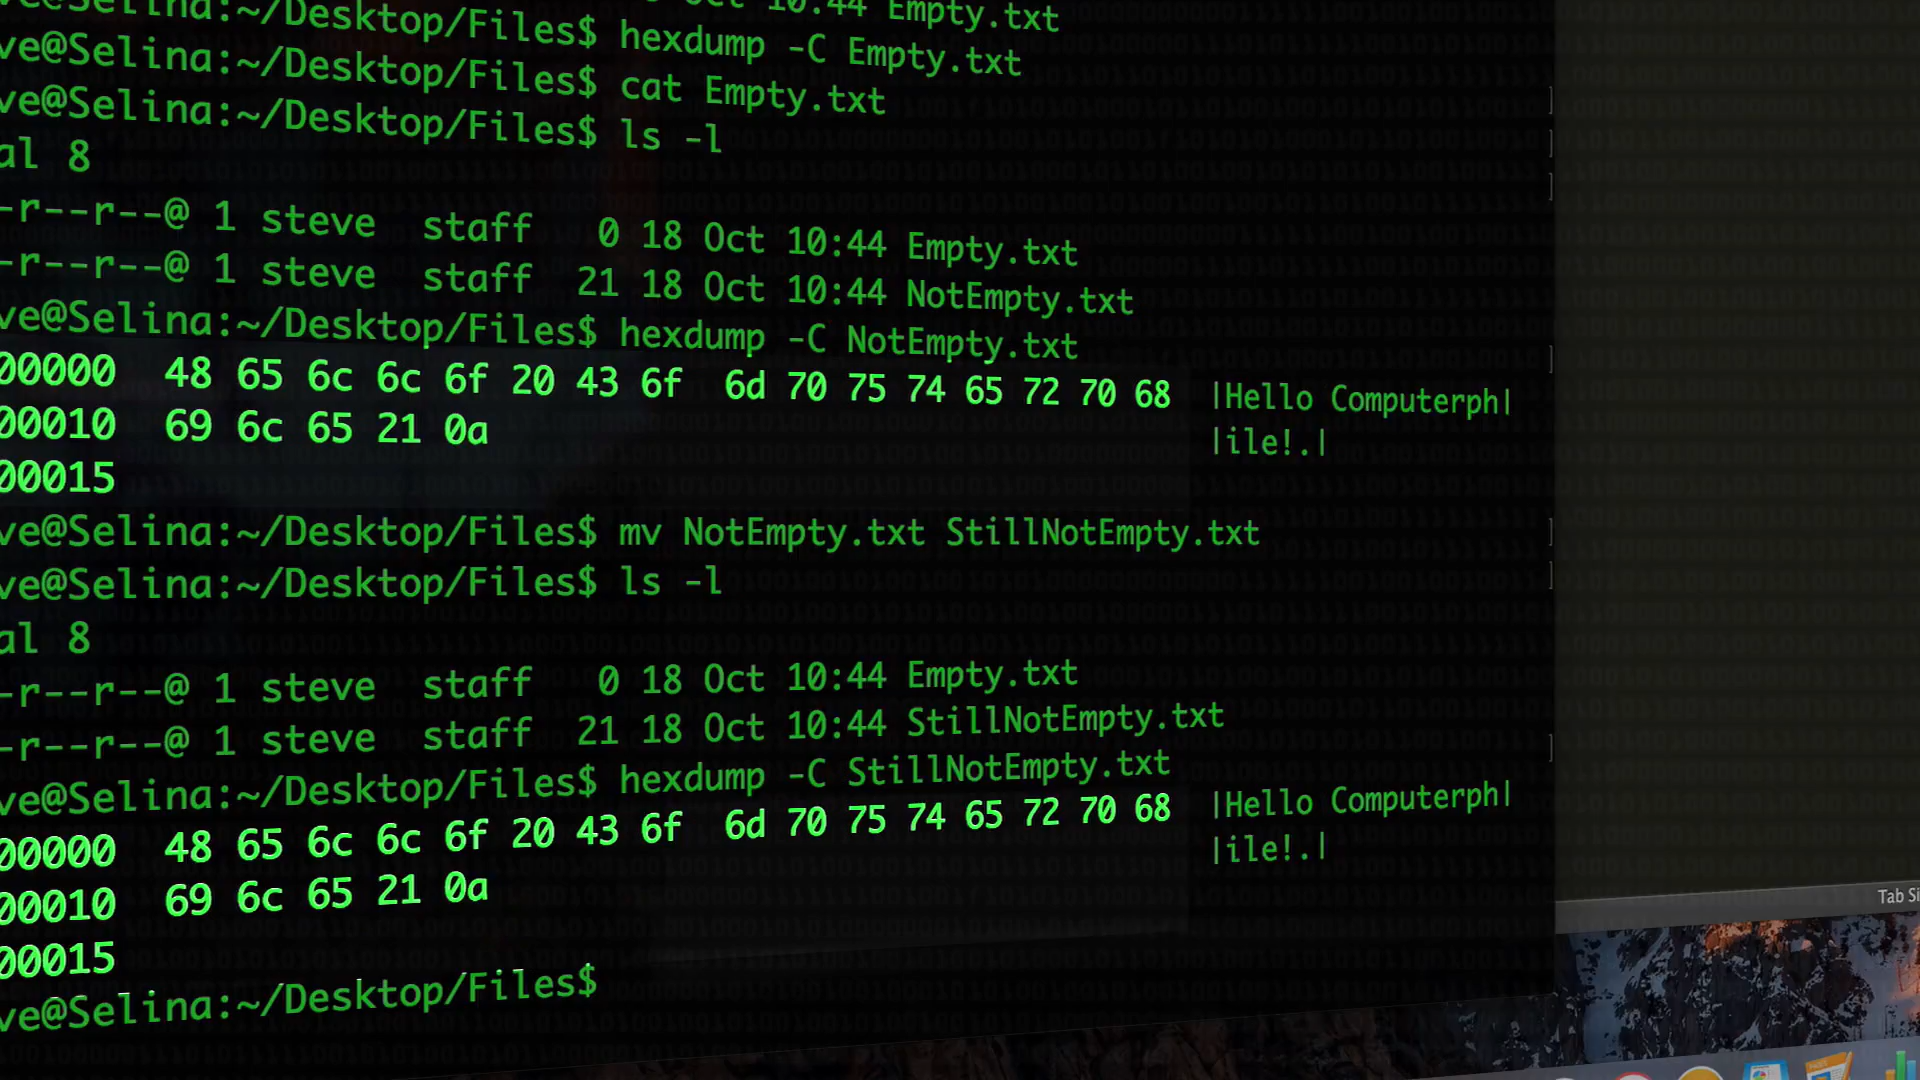 ve@Selina:~/Desktop/Files$ hexdump -C Empty.txt
ve@Selina:~/Desktop/Files$ cat Empty.txt
ve@Selina:~/Desktop/Files$ ls -l
al 8
-r--r--@ 1 steve staff 0 18 Oct 10:44 Empty.txt
-r--r--@ 1 steve staff 21 18 Oct 10:44 NotEmpty.txt
ve@Selina:~/Desktop/Files$ hexdump -C NotEmpty.txt
00000 48 65 6c 6c 6f 20 43 6f 6d 70 75 74 65 72 70 68 |Hello Computerph|
00010 69 6c 65 21 0a |ile!.|
00015
ve@Selina:~/Desktop/Files$ mv NotEmpty.txt StillNotEmpty.txt
ve@Selina:~/Desktop/Files$ ls -l
al 8
-r--r--@ 1 steve staff 0 18 Oct 10:44 Empty.txt
-r--r--@ 1 steve staff 21 18 Oct 10:44 StillNotEmpty.txt
ve@Selina:~/Desktop/Files$ hexdump -C StillNotEmpty.txt
00000 48 65 6c 6c 6f 20 43 6f 6d 70 75 74 65 72 70 68 |Hello Computerph|
00010 69 6c 65 21 0a |ile!.|
00015
ve@Selina:~/Desktop/Files$
Tab Si